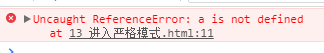 Uncaught ReferenceError: a is not defined
at 13 进入严格模式.html:11